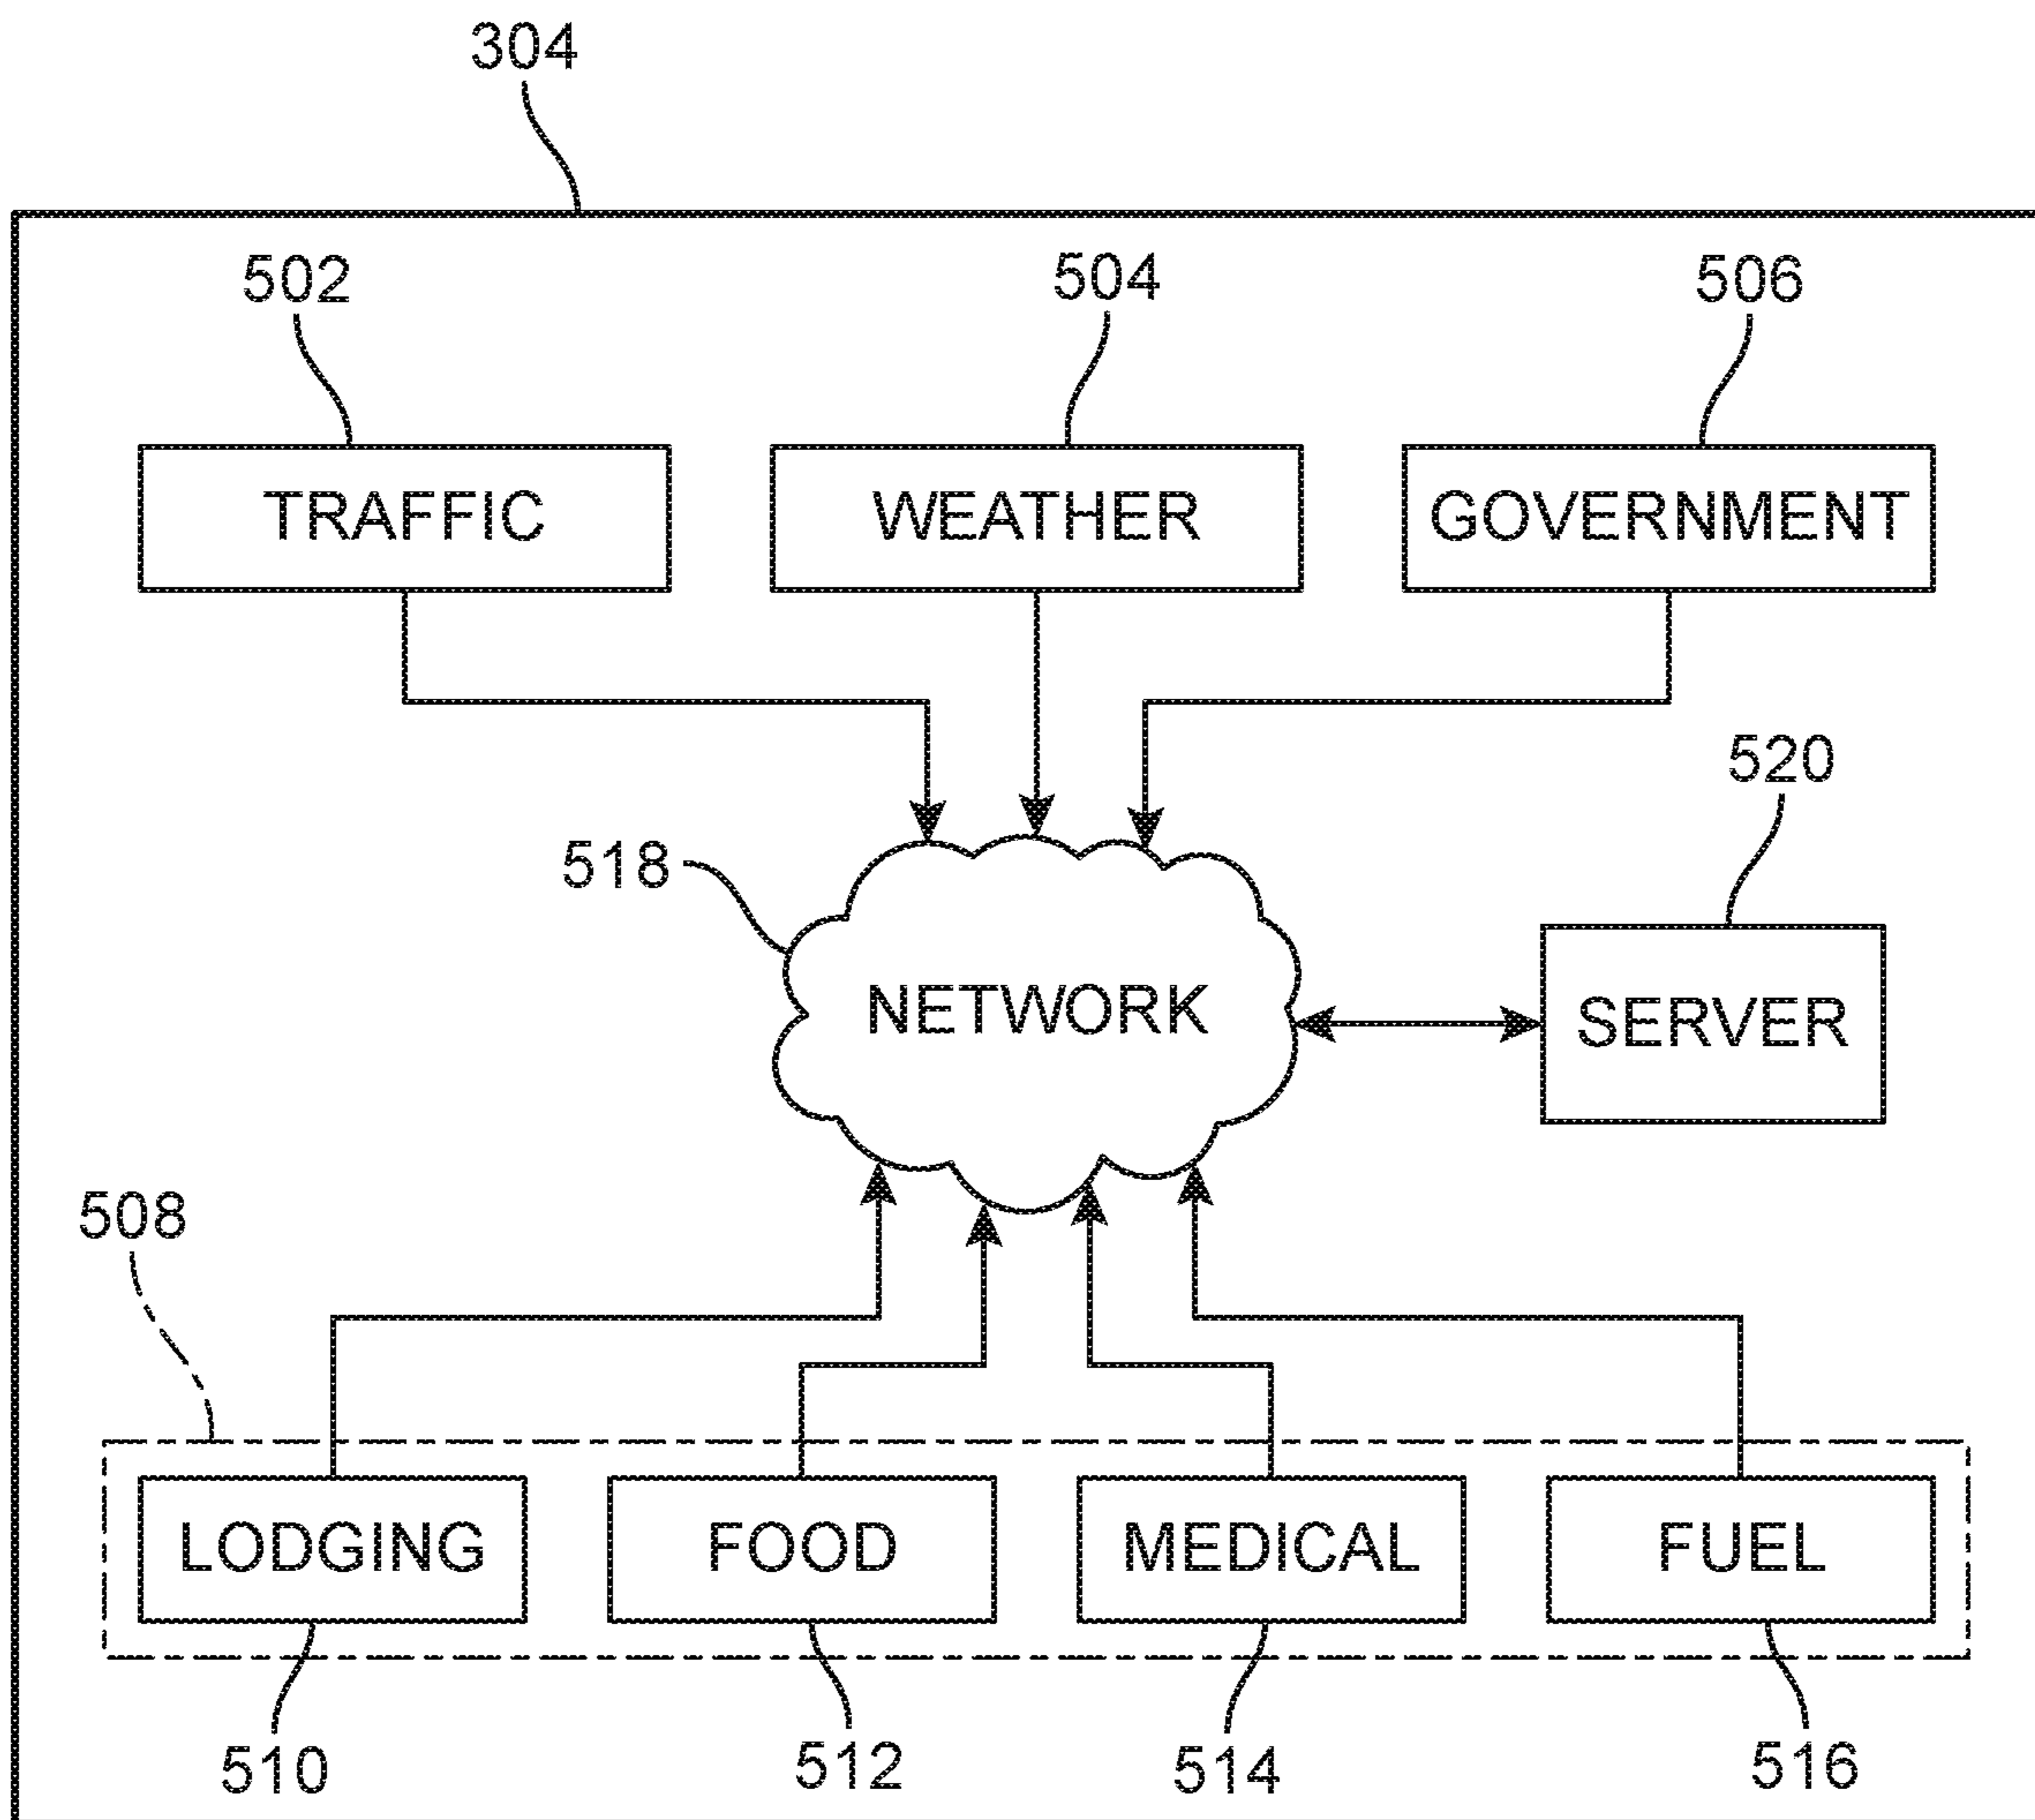 304
502
504
506
TRAFFIC
WEATHER
GOVERNMENT
520
518
NETWORK
SERVER
508
LODGING
FOOD
MEDICAL
FUEL
510
512
514
516